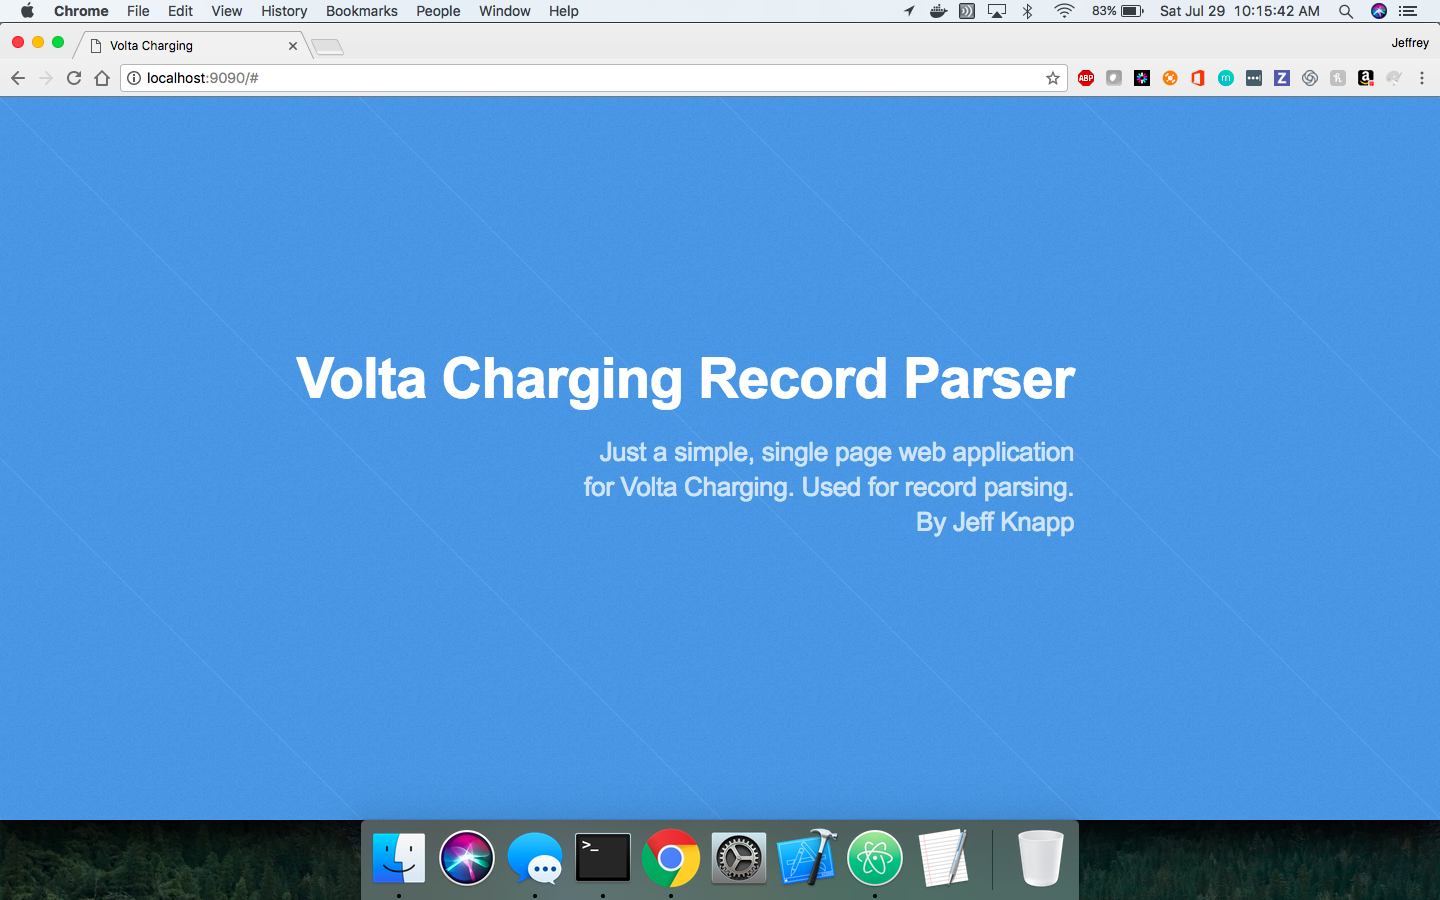 Chrome File Edit View History Bookmarks People Window Help 83% Sat Jul 29 10:15:42 AM
Volta Charging Jeffrey
localhost:9090/#
ABP m Z h a
Volta Charging Record Parser
Just a simple, single page web application
for Volta Charging. Used for record parsing.
By Jeff Knapp
>_